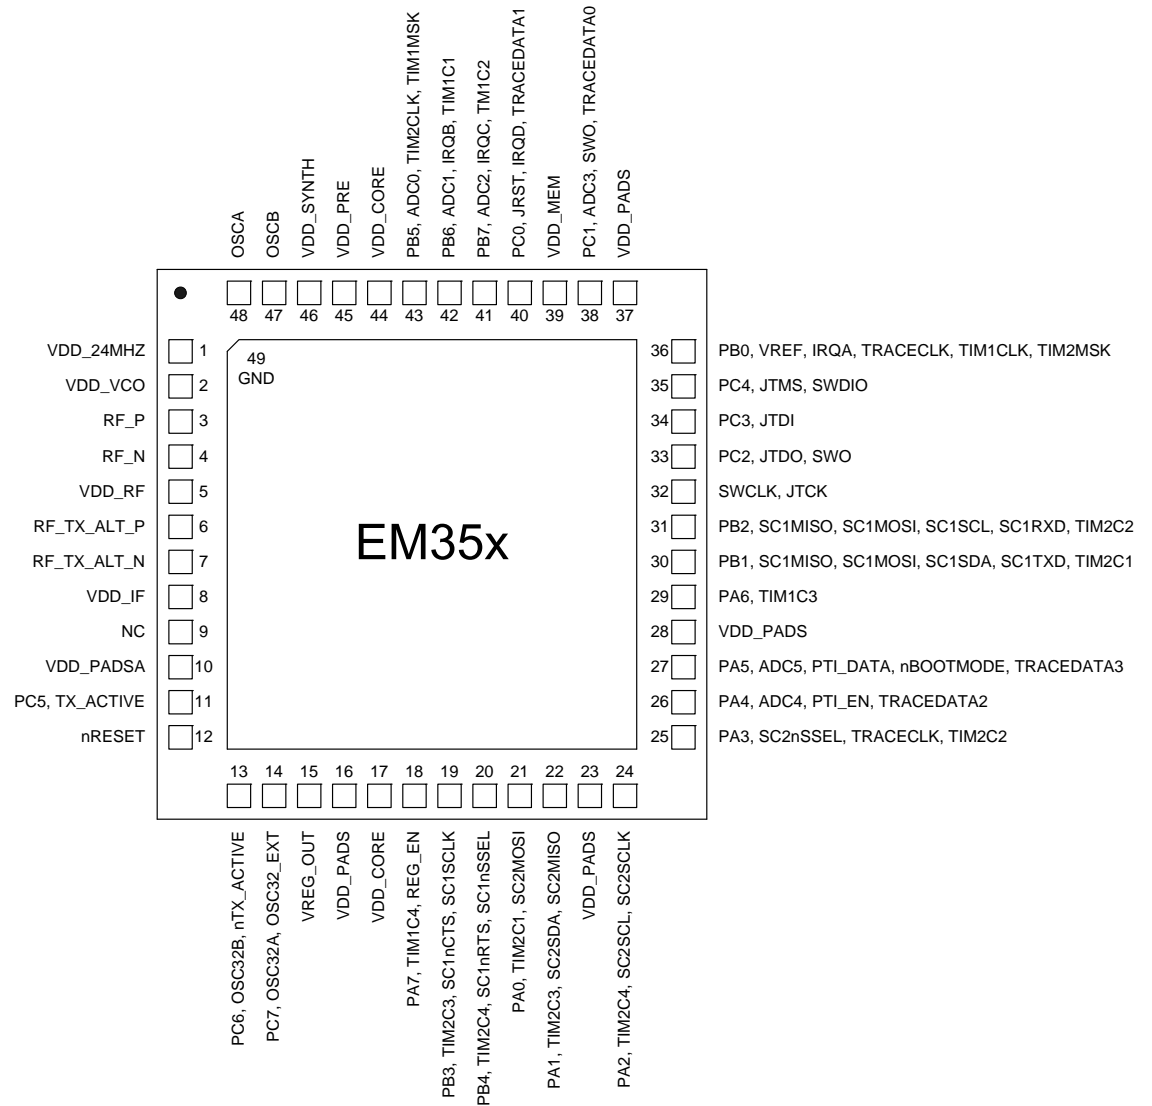 OSCA
OSCB
VDD_SYNTH
VDD_PRE
VDD_CORE
PB5, ADC0, TIM2CLK, TIM1MSK
PB6, ADC1, IRQB, TIM1C1
PB7, ADC2, IRQC, TM1C2
PC0, JRST, IRQD, TRACEDATA1
VDD_MEM
PC1, ADC3, SWO, TRACEDATA0
VDD_PADS
48 47 46 45 44 43 42 41 40 39 38 37
VDD_24MHZ 1
VDD_VCO 2
RF_P 3
RF_N 4
VDD_RF 5
RF_TX_ALT_P 6
RF_TX_ALT_N 7
VDD_IF 8
NC 9
VDD_PADSA 10
PC5, TX_ACTIVE 11
nRESET 12
49
GND
EM35x
36 PB0, VREF, IRQA, TRACECLK, TIM1CLK, TIM2MSK
35 PC4, JTMS, SWDIO
34 PC3, JTDI
33 PC2, JTDO, SWO
32 SWCLK, JTCK
31 PB2, SC1MISO, SC1MOSI, SC1SCL, SC1RXD, TIM2C2
30 PB1, SC1MISO, SC1MOSI, SC1SDA, SC1TXD, TIM2C1
29 PA6, TIM1C3
28 VDD_PADS
27 PA5, ADC5, PTI_DATA, nBOOTMODE, TRACEDATA3
26 PA4, ADC4, PTI_EN, TRACEDATA2
25 PA3, SC2nSSEL, TRACECLK, TIM2C2
13 14 15 16 17 18 19 20 21 22 23 24
PC6, OSC32B, nTX_ACTIVE
PC7, OSC32A, OSC32_EXT
VREG_OUT
VDD_PADS
VDD_CORE
PA7, TIM1C4, REG_EN
PB3, TIM2C3, SC1nCTS, SC1SCLK
PB4, TIM2C4, SC1nRTS, SC1nSSEL
PA0, TIM2C1, SC2MOSI
PA1, TIM2C3, SC2SDA, SC2MISO
VDD_PADS
PA2, TIM2C4, SC2SCL, SC2SCLK